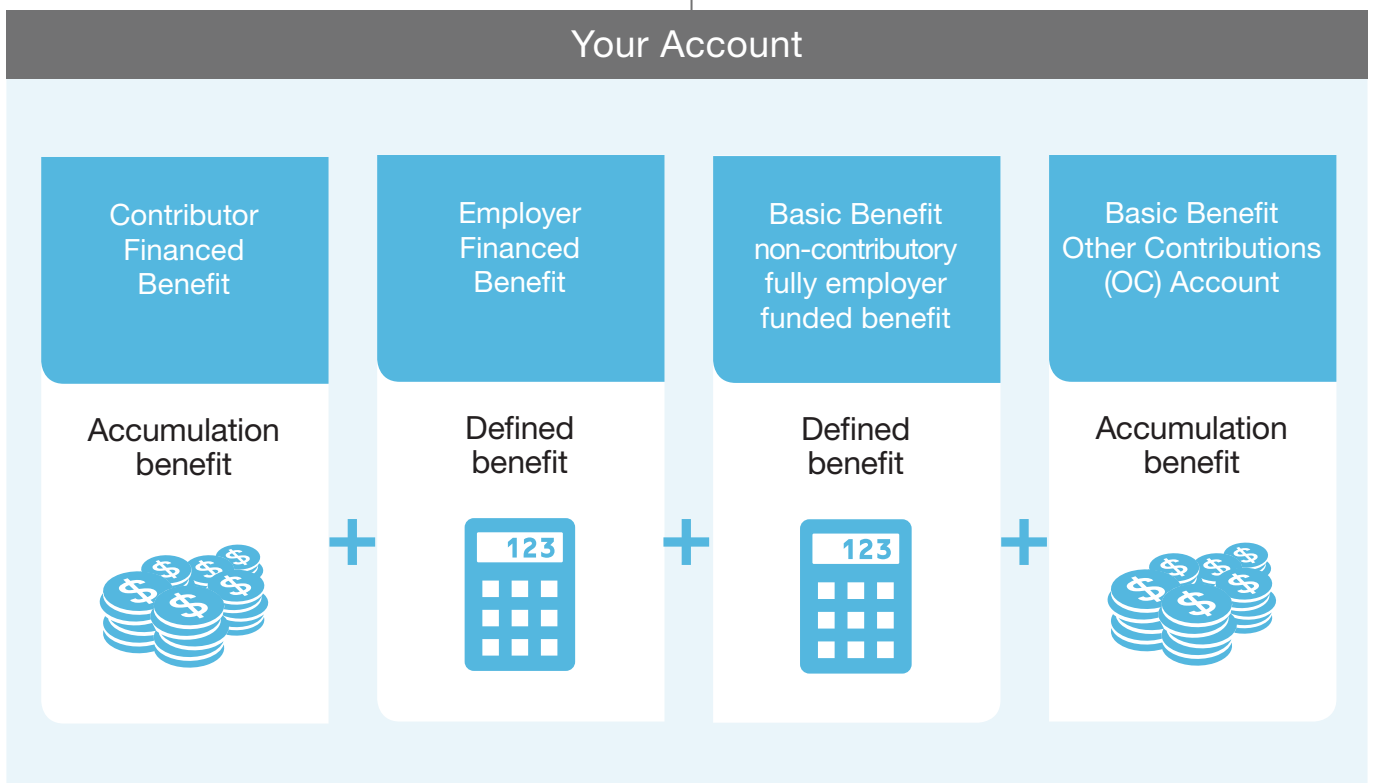 Your Account
Contributor
Financed
Benefit
Accumulation
benefit
Employer
Financed
Benefit
Defined
benefit
123
Basic Benefit
non-contributory
fully employer
funded benefit
Defined
benefit
123
Basic Benefit
Other Contributions
(OC) Account
Accumulation
benefit